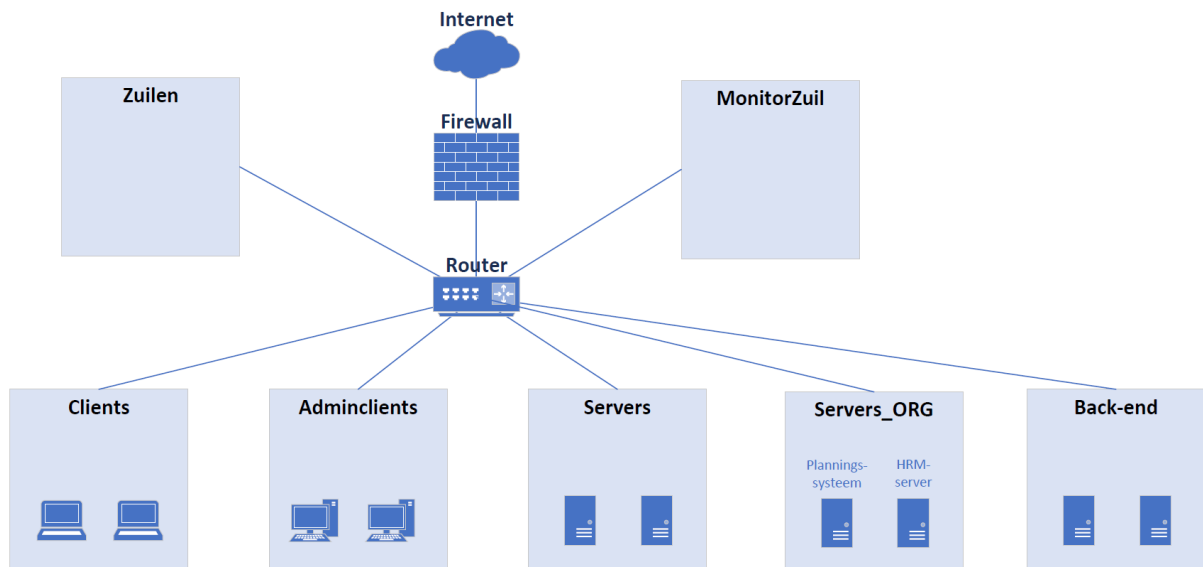 Internet
Zuilen
MonitorZuil
Firewall
Router
Clients
Adminclients
Servers
Servers_ORG
Back-end
Plannings-
systeem
HRM-
server